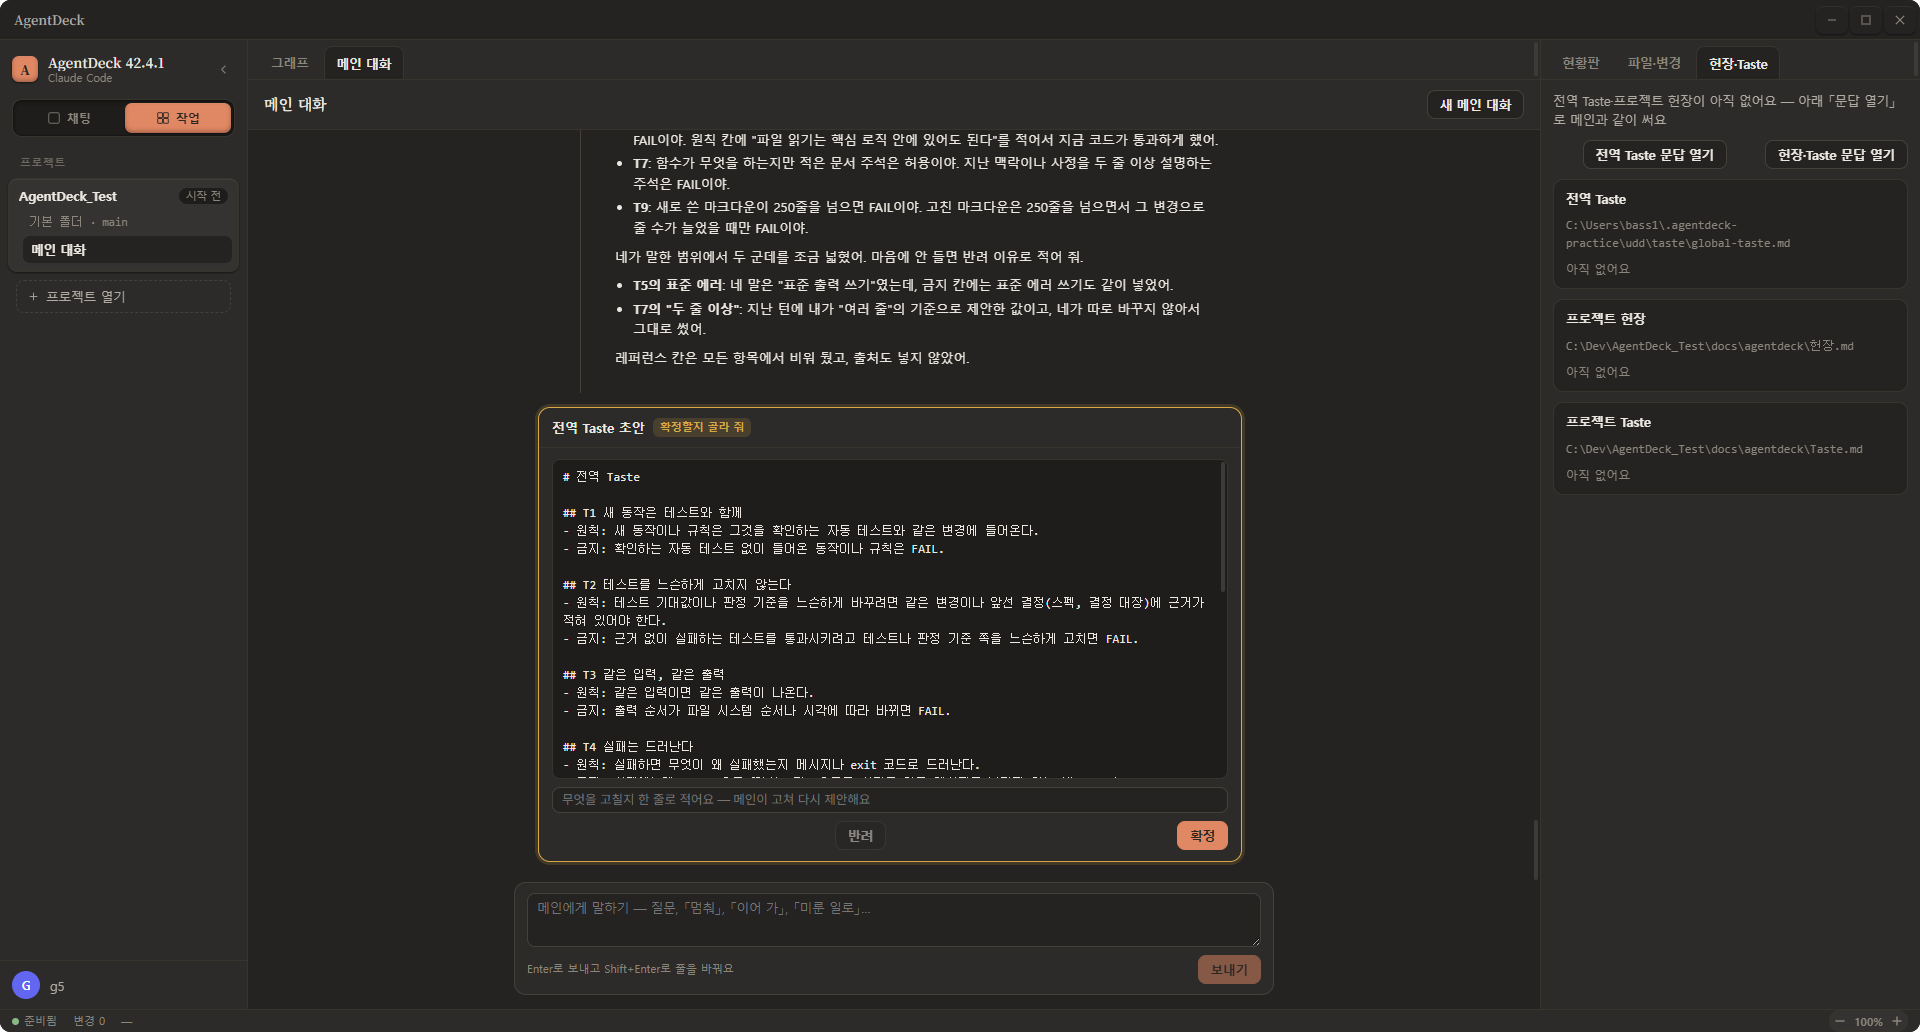 AgentDeck
A
AgentDeck 42.4.1
Claude Code
채팅
작업
프로젝트
AgentDeck_Test
시작 전
기본 폴더 · main
메인 대화
+ 프로젝트 열기
G
g5
준비됨
변경 0
—
그래프
메인 대화
메인 대화
새 메인 대화
FAIL이야. 원칙 칸에 "파일 읽기는 핵심 로직 안에 있어도 된다"를 적어서 지금 코드가 통과하게 했어.
• T7: 함수가 무엇을 하는지만 적은 문서 주석은 허용이야. 지난 맥락이나 사정을 두 줄 이상 설명하는
주석은 FAIL이야.
• T9: 새로 쓴 마크다운이 250줄을 넘으면 FAIL이야. 고친 마크다운은 250줄을 넘으면서 그 변경으로
줄 수가 늘었을 때만 FAIL이야.
네가 말한 범위에서 두 군데를 조금 넓혔어. 마음에 안 들면 반려 이유로 적어 줘.
• T5의 표준 에러: 네 말은 "표준 출력 쓰기"였는데, 금지 칸에는 표준 에러 쓰기도 같이 넣었어.
• T7의 "두 줄 이상": 지난 턴에 내가 "여러 줄"의 기준으로 제안한 값이고, 네가 따로 바꾸지 않아서
그대로 썼어.
레퍼런스 칸은 모든 항목에서 비워 뒀고, 출처도 넣지 않았어.
전역 Taste 초안
확정할지 골라 줘
# 전역 Taste
## T1 새 동작은 테스트와 함께
- 원칙: 새 동작이나 규칙은 그것을 확인하는 자동 테스트와 같은 변경에 들어온다.
- 금지: 확인하는 자동 테스트 없이 들어온 동작이나 규칙은 FAIL.
## T2 테스트를 느슨하게 고치지 않는다
- 원칙: 테스트 기대값이나 판정 기준을 느슨하게 바꾸려면 같은 변경이나 앞선 결정(스펙, 결정 대장)에 근거가
적혀 있어야 한다.
- 금지: 근거 없이 실패하는 테스트를 통과시키려고 테스트나 판정 기준 쪽을 느슨하게 고치면 FAIL.
## T3 같은 입력, 같은 출력
- 원칙: 같은 입력이면 같은 출력이 나온다.
- 금지: 출력 순서가 파일 시스템 순서나 시각에 따라 바뀌면 FAIL.
## T4 실패는 드러난다
- 원칙: 실패하면 무엇이 왜 실패했는지 메시지나 exit 코드로 드러난다.
무엇을 고칠지 한 줄로 적어요 — 메인이 고쳐 다시 제안해요
반려
확정
메인에게 말하기 — 질문, 「멈춰」, 「이어 가」, 「미룬 일로」…
Enter로 보내고 Shift+Enter로 줄을 바꿔요
보내기
현황판
파일·변경
헌장·Taste
전역 Taste·프로젝트 헌장이 아직 없어요 — 아래 「문답 열기」
로 메인과 같이 써요
전역 Taste 문답 열기
헌장·Taste 문답 열기
전역 Taste
C:\Users\bass1\.agentdeck-
practice\udd\taste\global-taste.md
아직 없어요
프로젝트 헌장
C:\Dev\AgentDeck_Test\docs\agentdeck\헌장.md
아직 없어요
프로젝트 Taste
C:\Dev\AgentDeck_Test\docs\agentdeck\Taste.md
아직 없어요
− 100% +